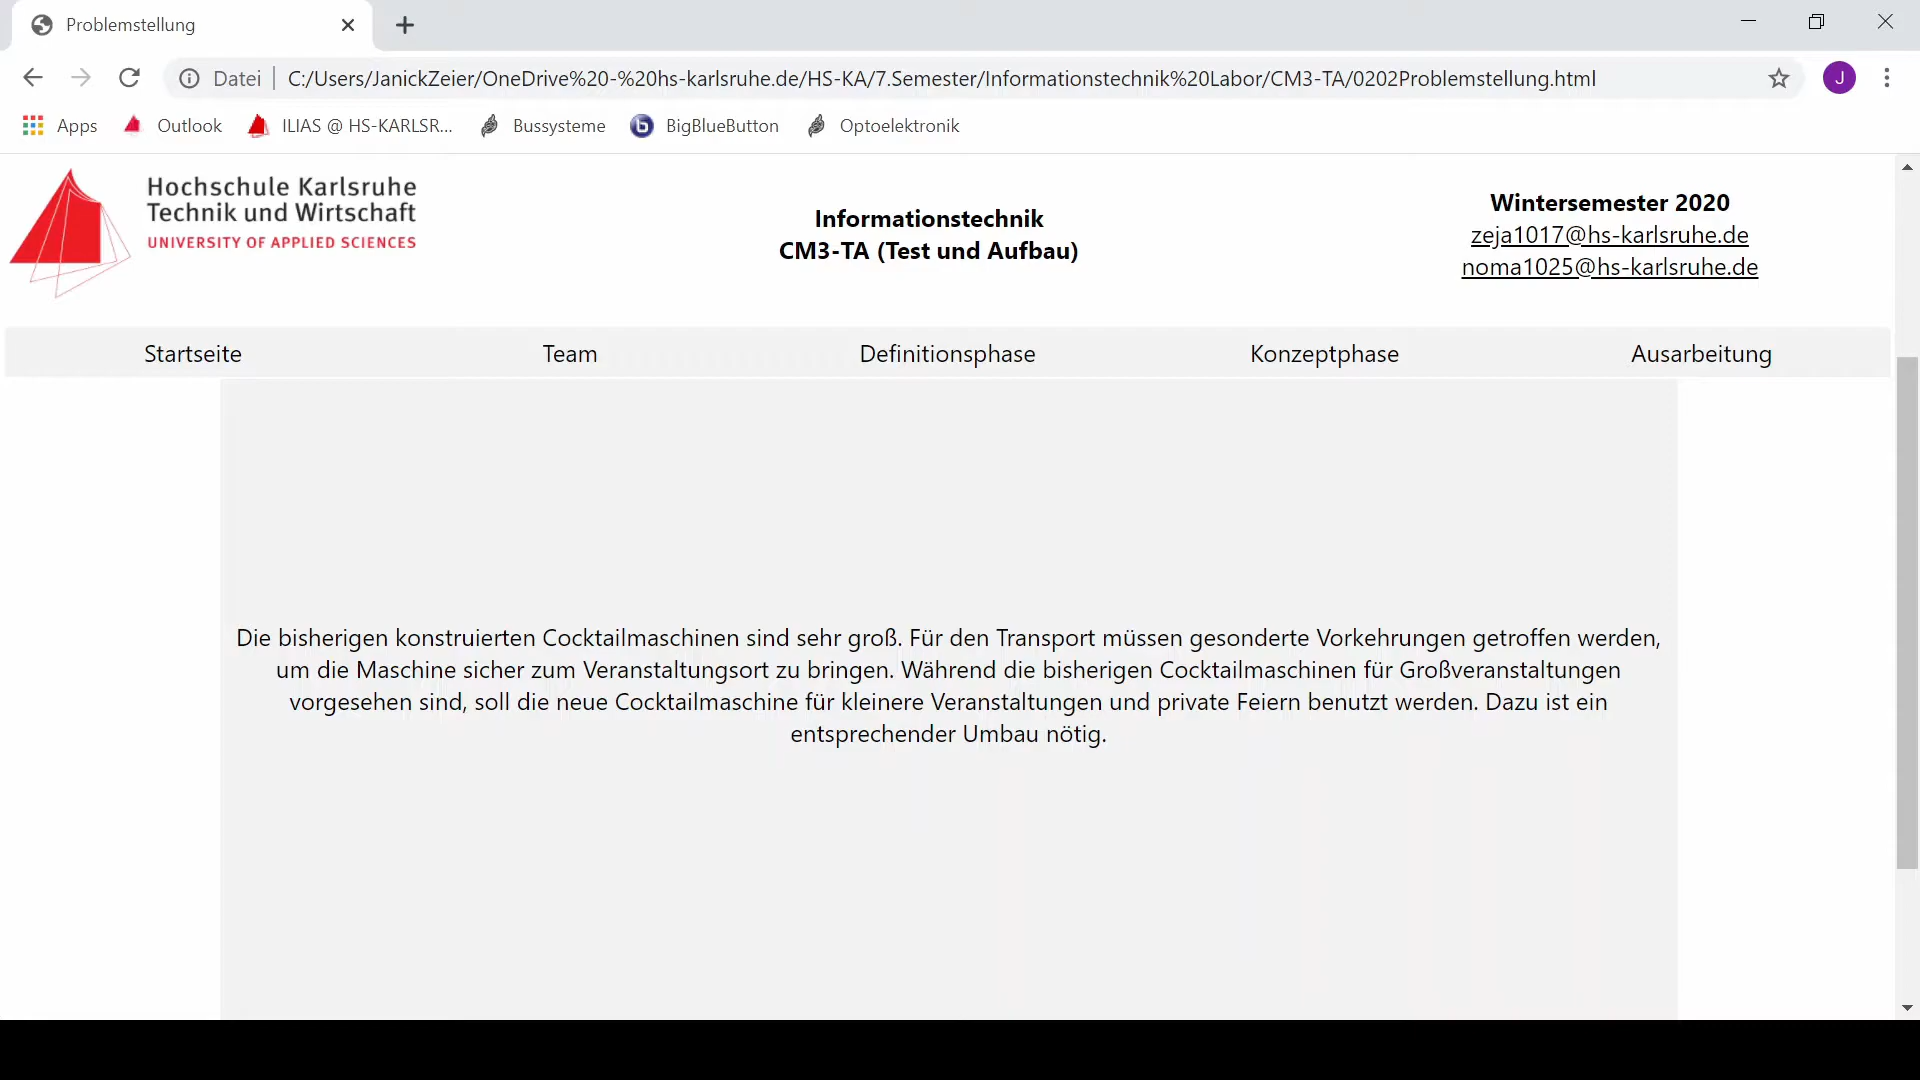 Problemstellung
Datei
C:/Users/JanickZeier/OneDrive%20-%20hs-karlsruhe.de/HS-KA/7.Semester/Informationstechnik%20Labor/CM3-TA/0202Problemstellung.html
J
Apps
Outlook
ILIAS @ HS-KARLSR...
Bussysteme
b
BigBlueButton
Optoelektronik
Hochschule Karlsruhe
Technik und Wirtschaft
UNIVERSITY OF APPLIED SCIENCES
Informationstechnik
CM3-TA (Test und Aufbau)
Wintersemester 2020
zeja1017@hs-karlsruhe.de
noma1025@hs-karlsruhe.de
Startseite
Team
Definitionsphase
Konzeptphase
Ausarbeitung
Die bisherigen konstruierten Cocktailmaschinen sind sehr groß. Für den Transport müssen gesonderte Vorkehrungen getroffen werden,
um die Maschine sicher zum Veranstaltungsort zu bringen. Während die bisherigen Cocktailmaschinen für Großveranstaltungen
vorgesehen sind, soll die neue Cocktailmaschine für kleinere Veranstaltungen und private Feiern benutzt werden. Dazu ist ein
entsprechender Umbau nötig.